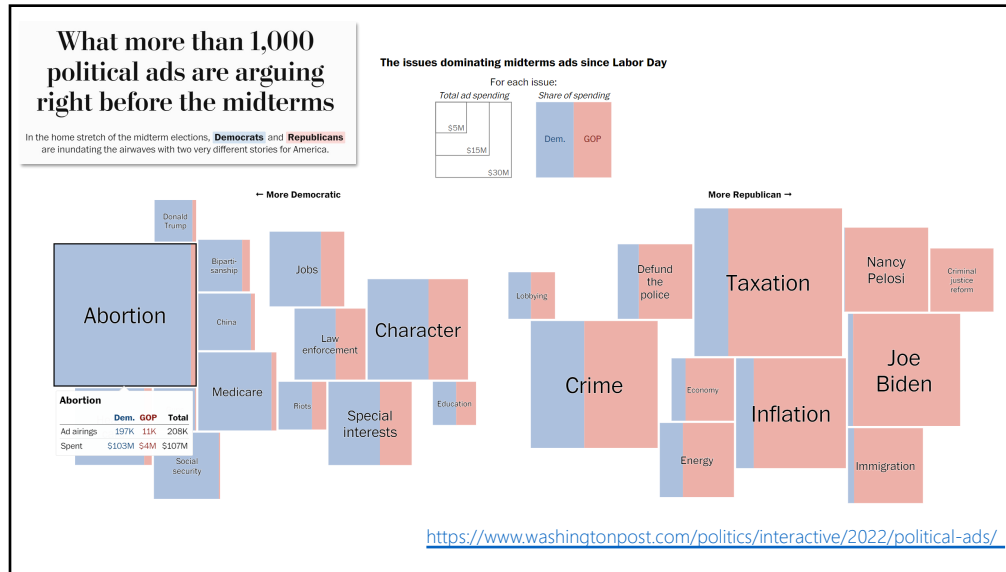 What more than 1,000
political ads are arguing
right before the midterms
In the home stretch of the midterm elections, Democrats and Republicans
are inundating the airwaves with two very different stories for America.
The issues dominating midterms ads since Labor Day
For each issue:
Total ad spending
Share of spending
$5M
$15M
$30M
Dem.
GOP
← More Democratic
Donald
Trump
Abortion
Biparti-
sanship
China
Medicare
Jobs
Law
enforcement
Character
Riots
Special
interests
Education
Social
security
Abortion
Dem. GOP Total
Ad airings 197K 11K 208K
Spent $103M $4M $107M
More Republican →
Lobbying
Defund
the
police
Taxation
Nancy
Pelosi
Criminal
justice
reform
Crime
Economy
Inflation
Joe
Biden
Energy
Immigration
https://www.washingtonpost.com/politics/interactive/2022/political-ads/